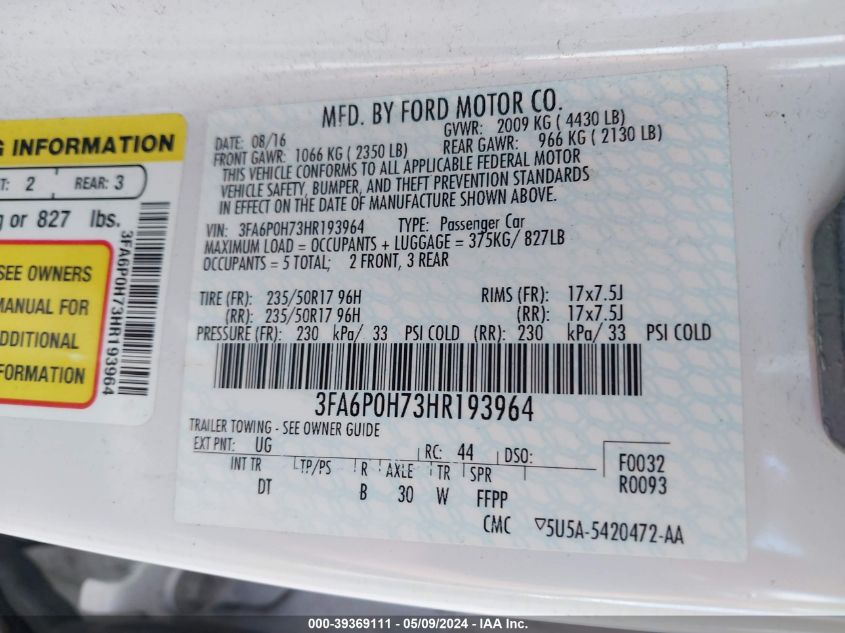 G INFORMATION
T: 2 REAR: 3
g or 827 lbs.
SEE OWNERS
MANUAL FOR
ADDITIONAL
INFORMATION
3FA6P0H73HR193964
MFD. BY FORD MOTOR CO.
DATE: 08/16 GVWR: 2009 KG ( 4430 LB)
FRONT GAWR: 1066 KG ( 2350 LB) REAR GAWR: 966 KG ( 2130 LB)
THIS VEHICLE CONFORMS TO ALL APPLICABLE FEDERAL MOTOR
VEHICLE SAFETY, BUMPER, AND THEFT PREVENTION STANDARDS
IN EFFECT ON THE DATE OF MANUFACTURE SHOWN ABOVE.
VIN: 3FA6P0H73HR193964 TYPE: Passenger Car
MAXIMUM LOAD = OCCUPANTS + LUGGAGE = 375KG/ 827LB
OCCUPANTS = 5 TOTAL; 2 FRONT, 3 REAR
TIRE (FR): 235/50R17 96H RIMS (FR): 17x7.5J
(RR): 235/50R17 96H (RR): 17x7.5J
PRESSURE (FR): 230 kPa/ 33 PSI COLD (RR): 230 kPa/ 33 PSI COLD
3FA6P0H73HR193964
TRAILER TOWING - SEE OWNER GUIDE
EXT PNT: UG RC: 44 DSO: F0032
INT TR TP/PS R AXLE TR SPR R0093
DT B 30 W FFPP
CMC ▽5U5A-5420472-AA
000-39369111 - 05/09/2024 - IAA Inc.